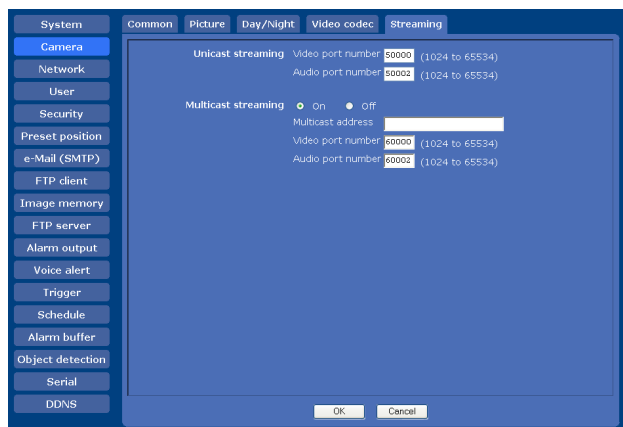 System
Camera
Network
User
Security
Preset position
e-Mail (SMTP)
FTP client
Image memory
FTP server
Alarm output
Voice alert
Trigger
Schedule
Alarm buffer
Object detection
Serial
DDNS
Common Picture Day/Night Video codec Streaming
Unicast streaming Video port number 50000 (1024 to 65534)
Audio port number 50002 (1024 to 65534)
Multicast streaming On Off
Multicast address
Video port number 60000 (1024 to 65534)
Audio port number 60002 (1024 to 65534)
OK Cancel